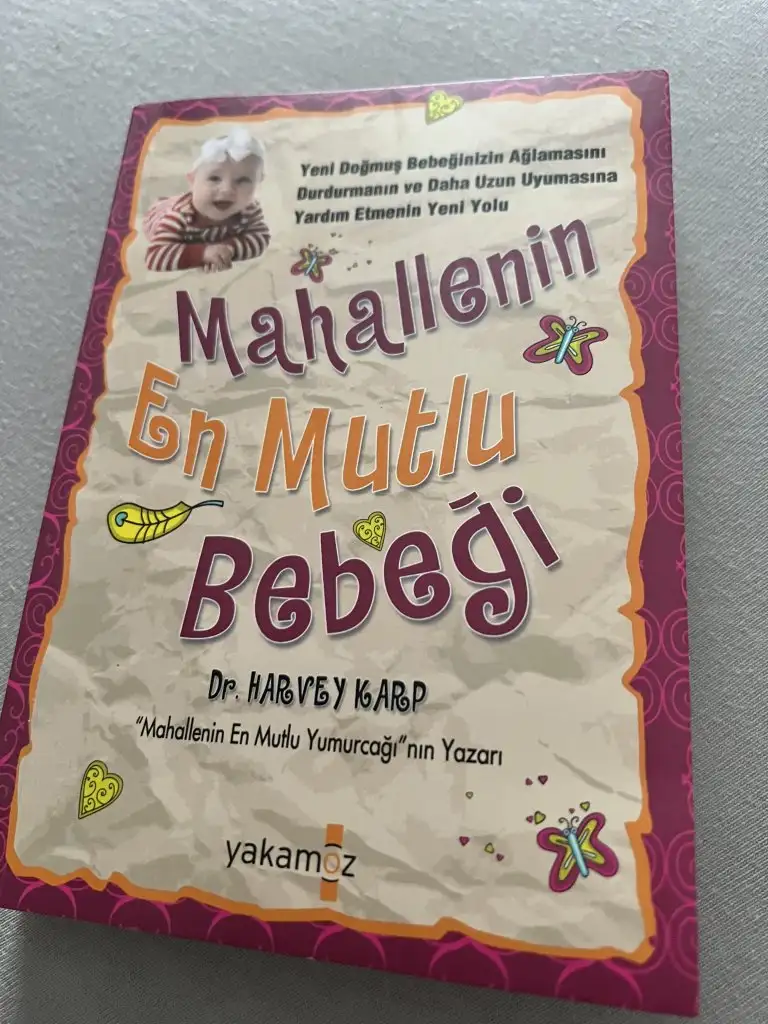 Yeni Doğmuş Bebeğinizin Ağlamasını
Durdurmanın ve Daha Uzun Uyumasına
Yardım Etmenin Yeni Yolu
Mahallenin
En Mutlu
Bebeği
Dr. HARVEY KARP
"Mahallenin En Mutlu Yumurcağı"nın Yazarı
yakamoz